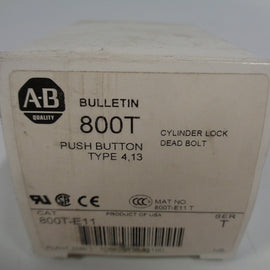 A-B
QUALITY
BULLETIN
800T
PUSH BUTTON
TYPE 4,13
CYLINDER LOCK
DEAD BOLT
MAT NO
800T-E11 T
CAT
PRODUCT OF USA
SER
800T-E11
T